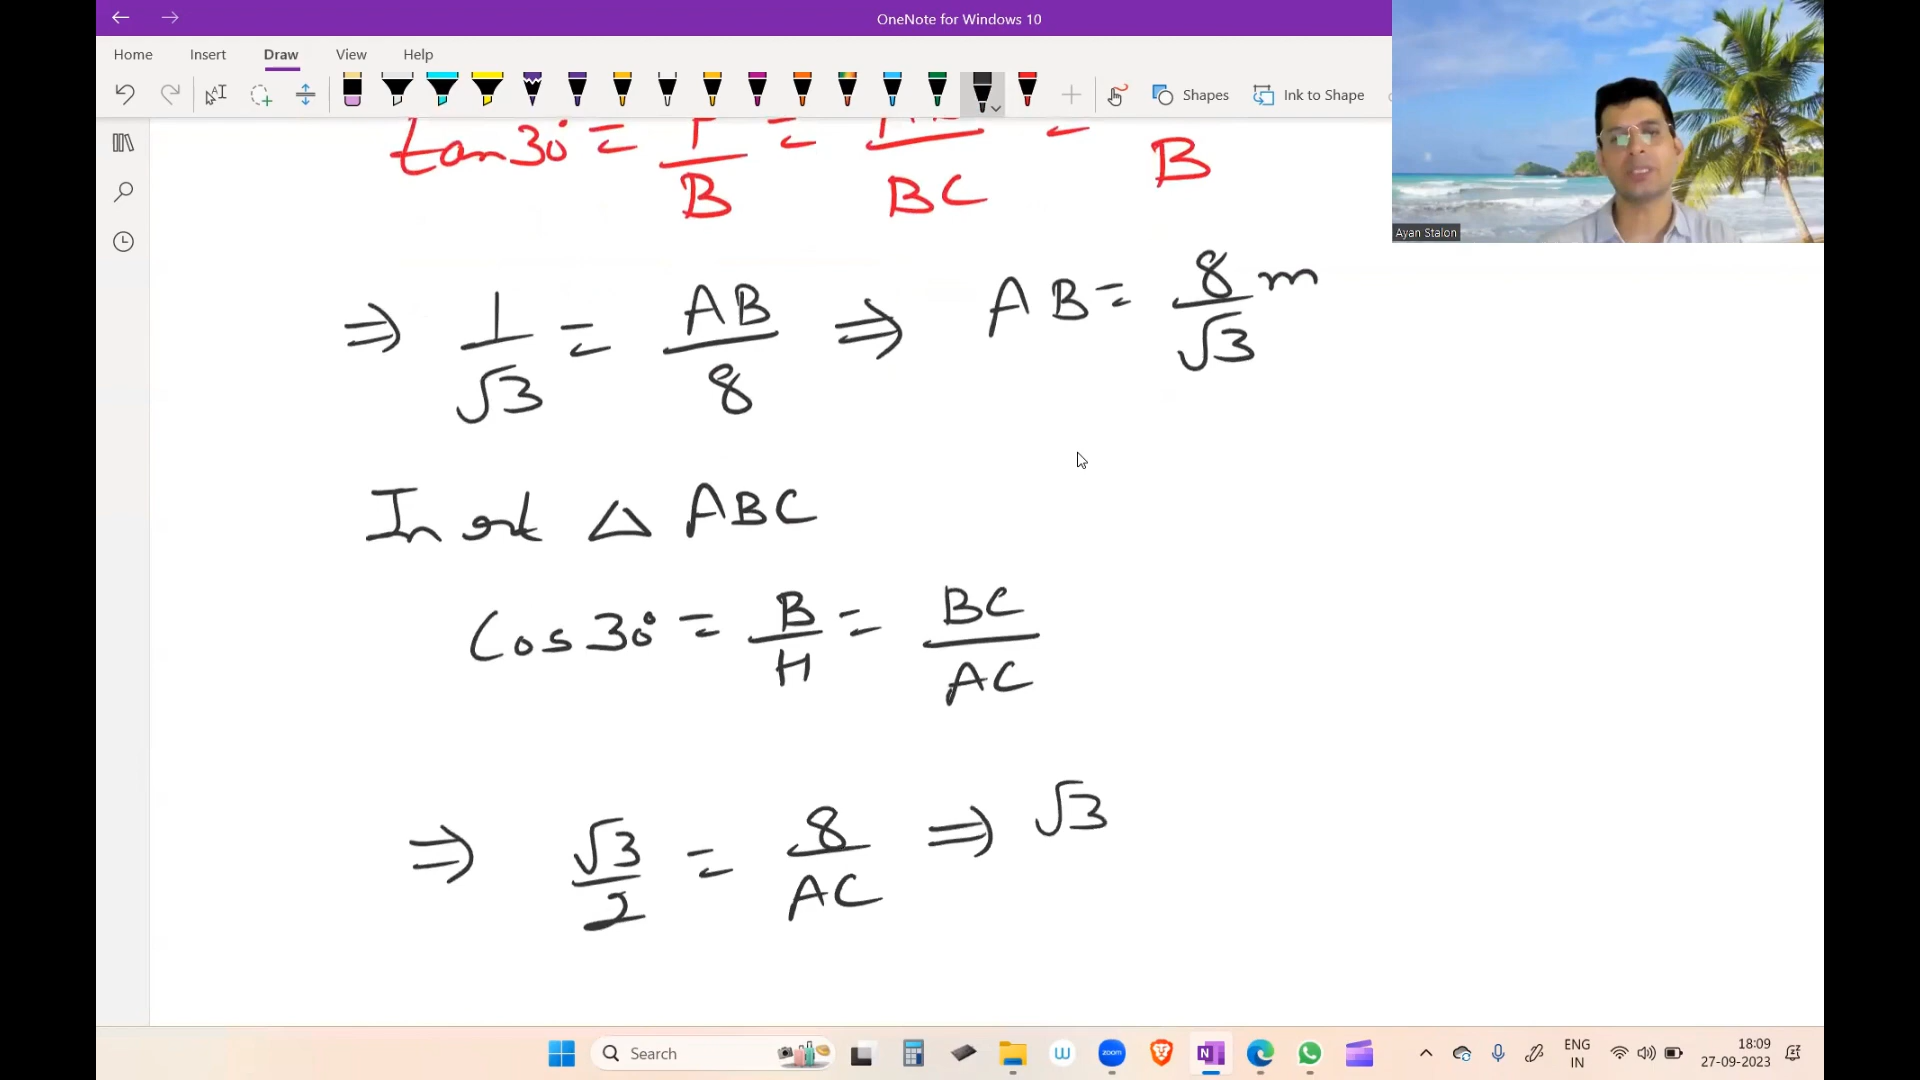 OneNote for Windows 10
Home Insert Draw View Help
Shapes Ink to Shape
Ayan Stalon
tan 30° = P/B = AB/BC = /B
⇒ 1/√3 = AB/8 ⇒ AB = 8/√3 m
In rt △ ABC
Cos 30° = B/H = BC/AC
⇒ √3/2 = 8/AC ⇒ √3
Search
zoom
ENG
IN
18:09
27-09-2023